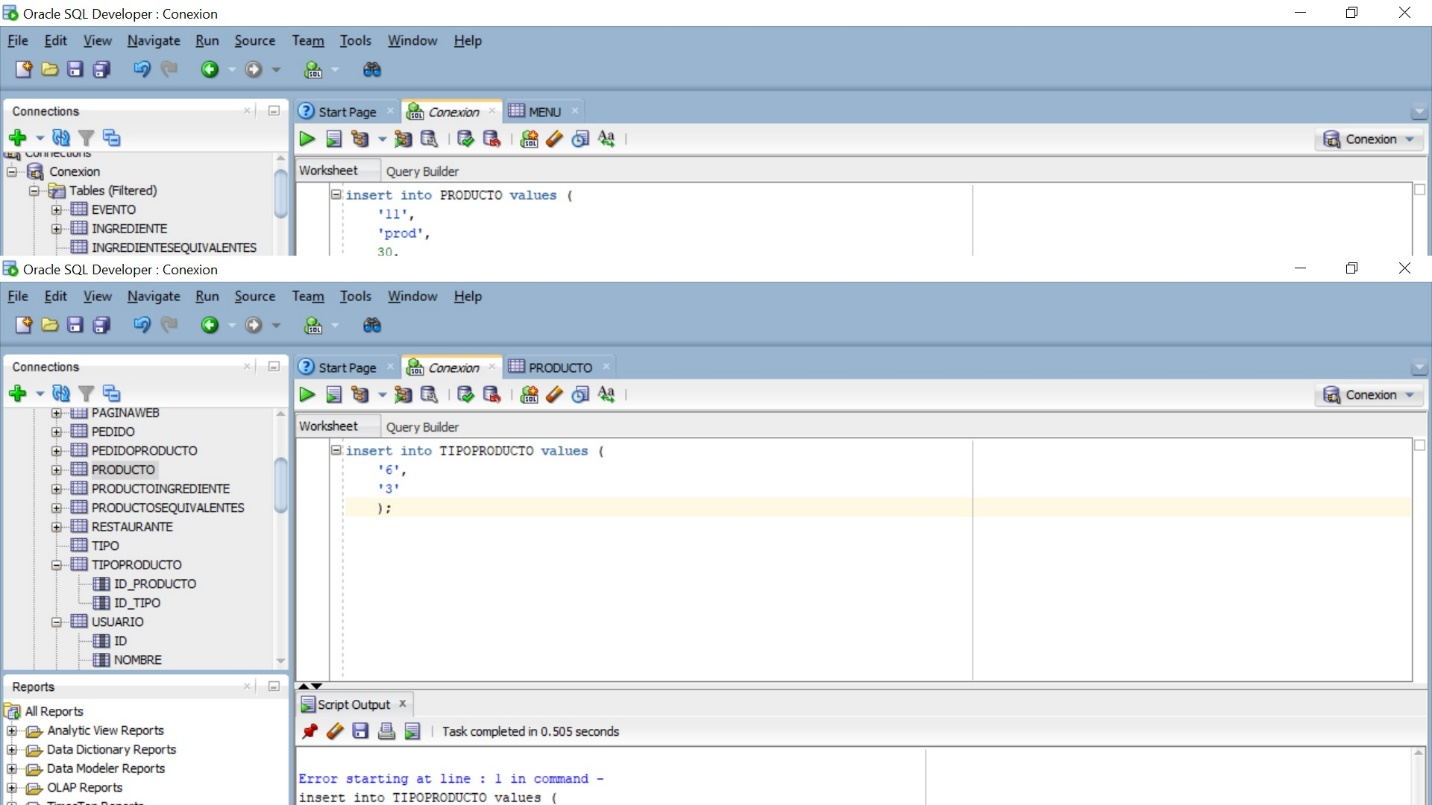 Oracle SQL Developer : Conexion
File Edit View Navigate Run Source Team Tools Window Help
Connections
Start Page
Conexion
MENU
Conexion
Connections
Conexion
Tables (Filtered)
EVENTO
INGREDIENTE
INGREDIENTESEQUIVALENTES
Worksheet
Query Builder
insert into PRODUCTO values (
'11',
'prod',
30,
Oracle SQL Developer : Conexion
File Edit View Navigate Run Source Team Tools Window Help
Connections
Start Page
Conexion
PRODUCTO
Conexion
PAGINAWEB
PEDIDO
PEDIDOPRODUCTO
PRODUCTO
PRODUCTOINGREDIENTE
PRODUCTOSEQUIVALENTES
RESTAURANTE
TIPO
TIPOPRODUCTO
ID_PRODUCTO
ID_TIPO
USUARIO
ID
NOMBRE
Worksheet
Query Builder
insert into TIPOPRODUCTO values (
'6',
'3'
);
Reports
All Reports
Analytic View Reports
Data Dictionary Reports
Data Modeler Reports
OLAP Reports
TimesTen Reports
Script Output
Task completed in 0.505 seconds
Error starting at line : 1 in command -
insert into TIPOPRODUCTO values (